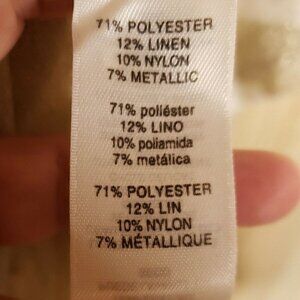 71% POLYESTER
12% LINEN
10% NYLON
7% METALLIC
71% poliéster
12% LINO
10% poliamida
7% metálica
71% POLYESTER
12% LIN
10% NYLON
7% MÉTALLIQUE